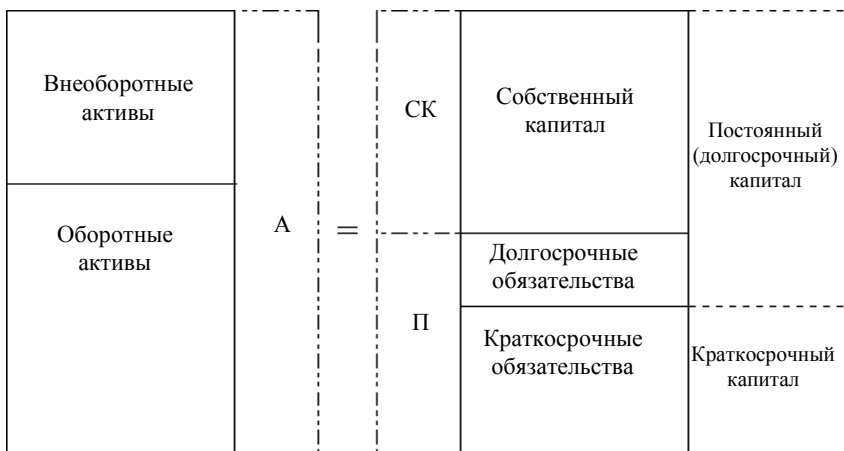 Внеоборотные
активы
Оборотные
активы
А
=
СК
П
Собственный
капитал
Долгосрочные
обязательства
Краткосрочные
обязательства
Постоянный
(долгосрочный)
капитал
Краткосрочный
капитал